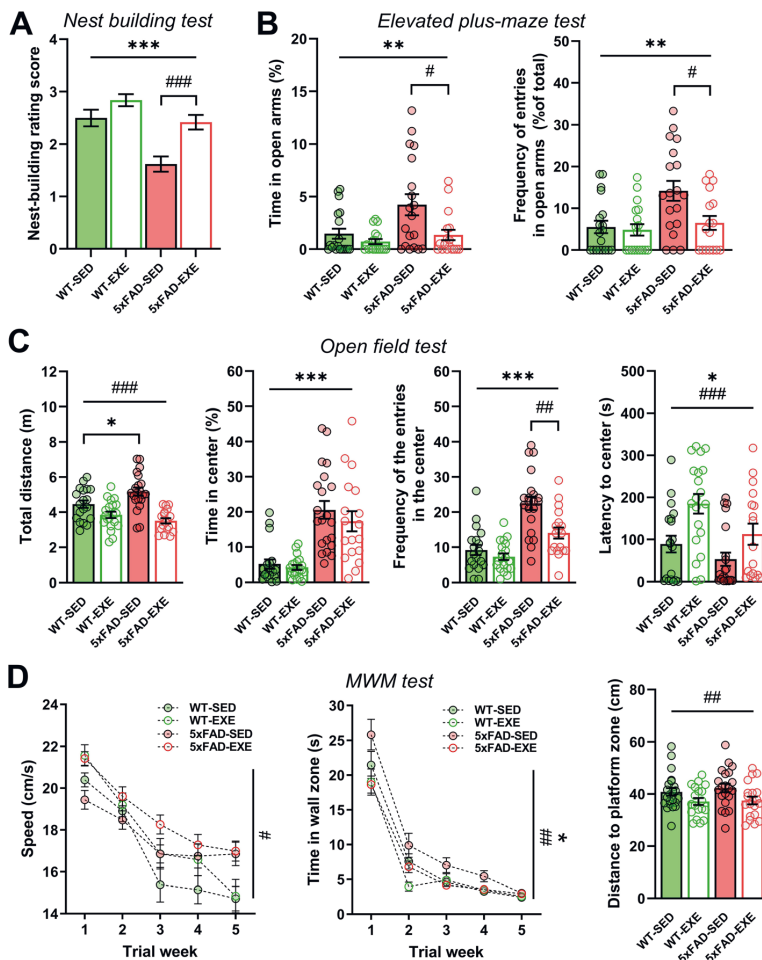 A
Nest building test
Nest-building rating score
3
2
1
0
***
###
WT-SED
WT-EXE
5xFAD-SED
5xFAD-EXE
B
Elevated plus-maze test
Time in open arms (%)
20
15
10
5
0
**
#
WT-SED
WT-EXE
5xFAD-SED
5xFAD-EXE
Frequency of entries
in open arms (%of total)
50
40
30
20
10
0
**
#
WT-SED
WT-EXE
5xFAD-SED
5xFAD-EXE
C
Open field test
Total distance (m)
12
10
8
6
4
2
0
###
*
WT-SED
WT-EXE
5xFAD-SED
5xFAD-EXE
Time in center (%)
60
50
40
30
20
10
0
***
WT-SED
WT-EXE
5xFAD-SED
5xFAD-EXE
Frequency of the entries
in the center
60
50
40
30
20
10
0
***
##
WT-SED
WT-EXE
5xFAD-SED
5xFAD-EXE
Latency to center (s)
500
400
300
200
100
0
*
###
WT-SED
WT-EXE
5xFAD-SED
5xFAD-EXE
D
MWM test
Speed (cm/s)
24
22
20
18
16
14
WT-SED
WT-EXE
5xFAD-SED
5xFAD-EXE
#
1 2 3 4 5
Trial week
Time in wall zone (s)
30
25
20
15
10
5
0
WT-SED
WT-EXE
5xFAD-SED
5xFAD-EXE
##
*
1 2 3 4 5
Trial week
Distance to platform zone (cm)
80
60
40
20
0
##
WT-SED
WT-EXE
5xFAD-SED
5xFAD-EXE